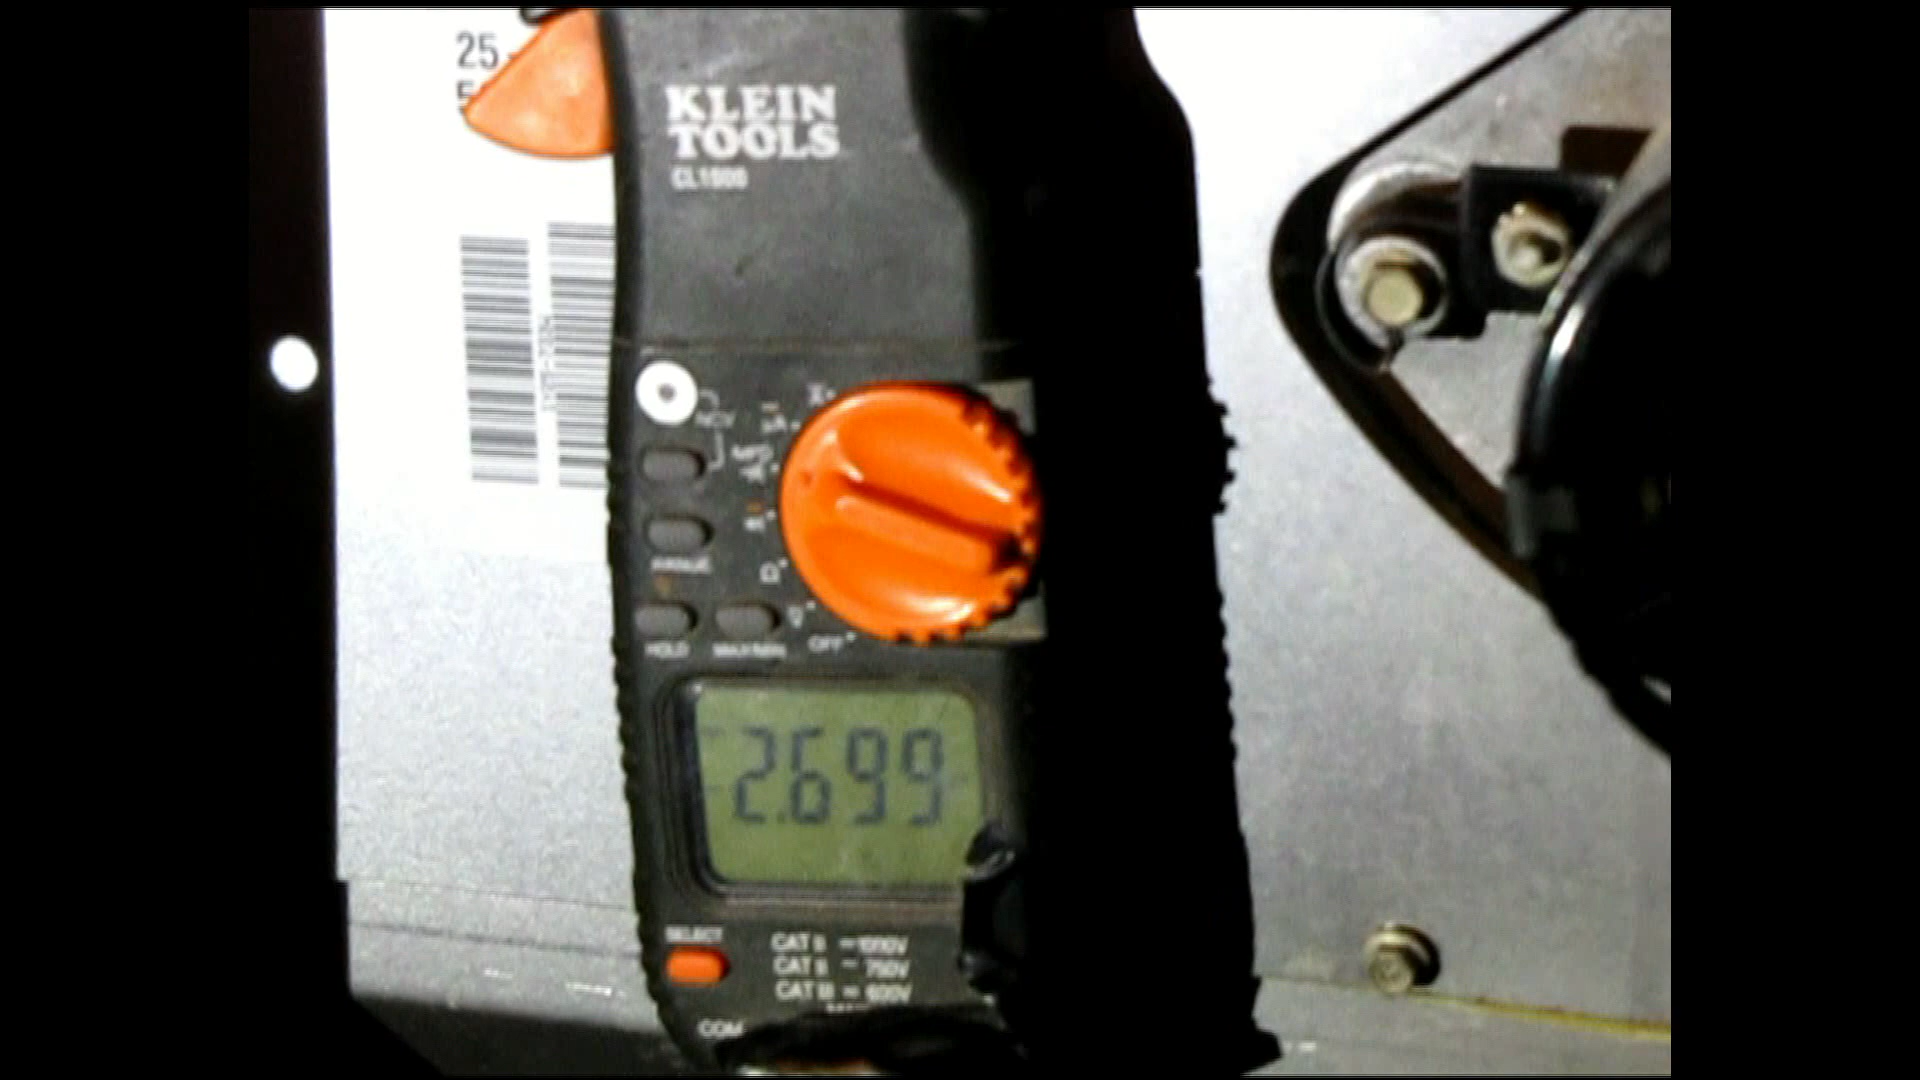 25
KLEIN
TOOLS
NCV
RANGE
Ω
V
HOLD
MAX/MIN
OFF
2.699
SELECT
CAT II 1000V
CAT II 750V
CAT III 600V
COM